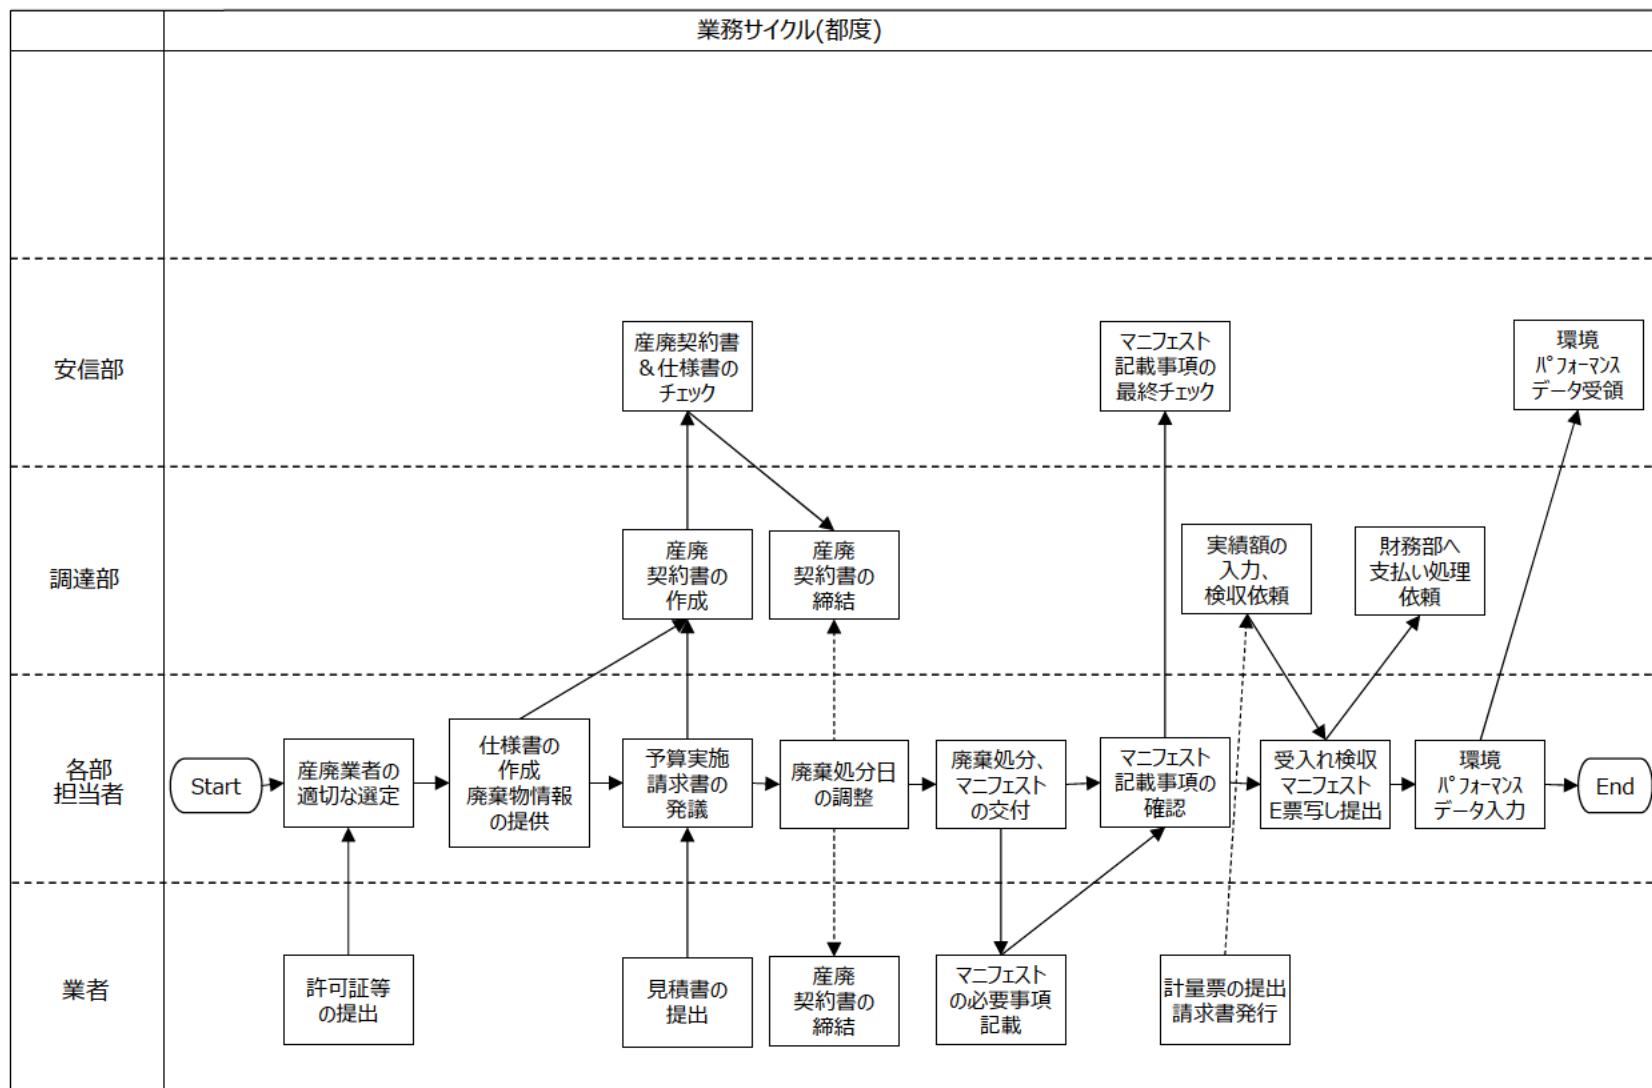 業務サイクル(都度)
安信部
産廃契約書
&仕様書の
チェック
マニフェスト
記載事項の
最終チェック
環境
ﾊﾟﾌｫｰﾏﾝｽ
データ受領
調達部
産廃
契約書の
作成
産廃
契約書の
締結
実績額の
入力、
検収依頼
財務部へ
支払い処理
依頼
各部
担当者
Start
産廃業者の
適切な選定
仕様書の
作成
廃棄物情報
の提供
予算実施
請求書の
発議
廃棄処分日
の調整
廃棄処分、
マニフェスト
の交付
マニフェスト
記載事項の
確認
受入れ検収
マニフェスト
E票写し提出
環境
ﾊﾟﾌｫｰﾏﾝｽ
データ入力
End
業者
許可証等
の提出
見積書の
提出
産廃
契約書の
締結
マニフェスト
の必要事項
記載
計量票の提出
請求書発行